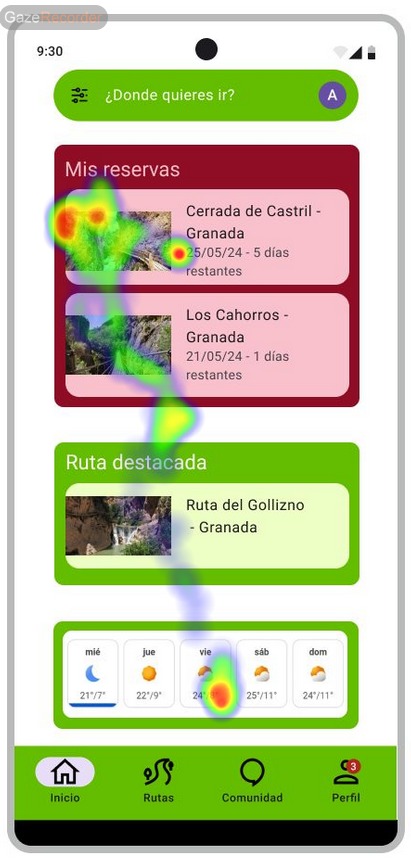 GazeRecorder
9:30
¿Donde quieres ir?
A
Mis reservas
Cerrada de Castril -
Granada
25/05/24 - 5 días
restantes
Los Cahorros -
Granada
21/05/24 - 1 días
restantes
Ruta destacada
Ruta del Gollizno
- Granada
mié jue vie sáb dom
21°/7° 22°/9° 24°/ 25°/11° 24°/11°
3
Inicio Rutas Comunidad Perfil